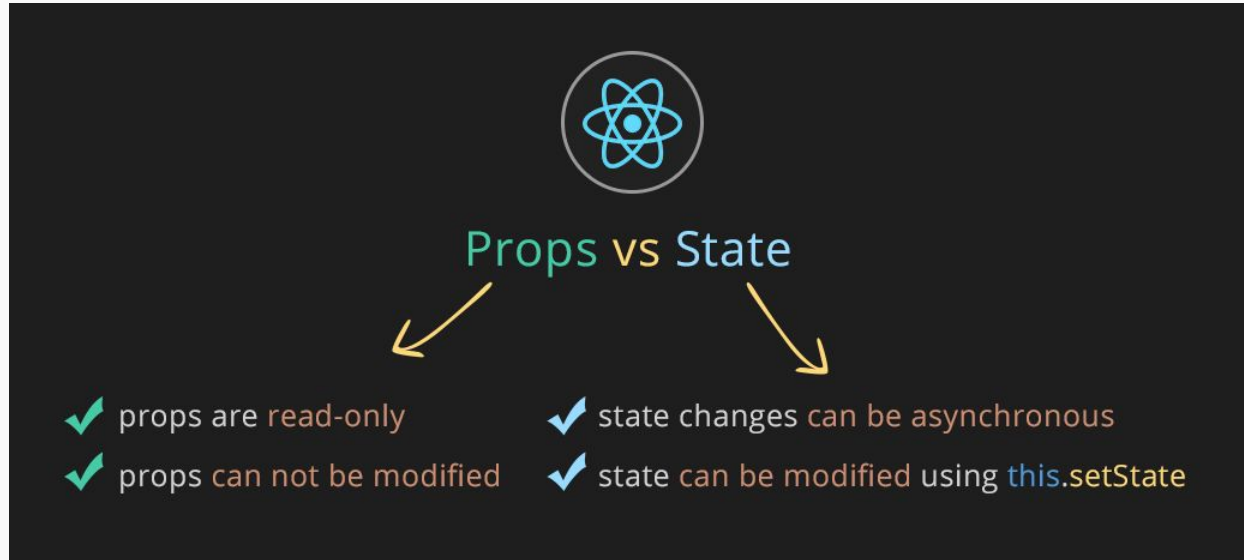 Props vs State
props are read-only
props can not be modified
state changes can be asynchronous
state can be modified using this.setState